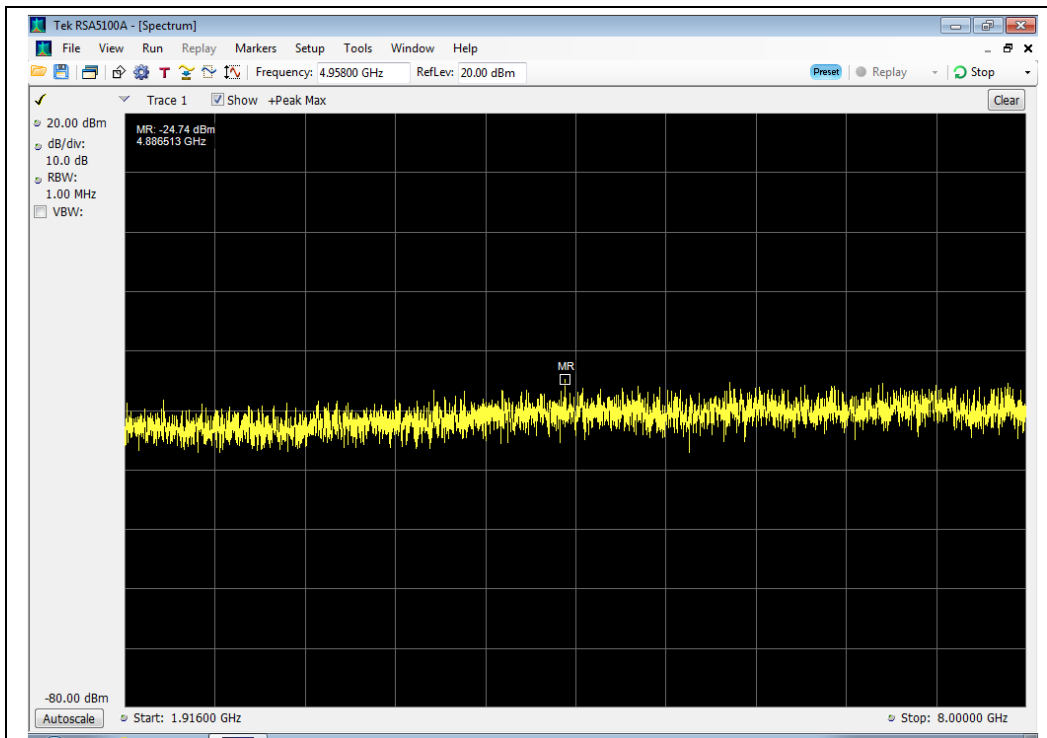 Tek RSA5100A - [Spectrum]
File View Run Replay Markers Setup Tools Window Help
T Frequency: 4.95800 GHz RefLev: 20.00 dBm Preset Replay Stop
Trace 1 Show +Peak Max Clear
20.00 dBm
dB/div:
10.0 dB
RBW:
1.00 MHz
VBW:
MR: -24.74 dBm
4.886513 GHz
MR
-80.00 dBm
Autoscale Start: 1.91600 GHz Stop: 8.00000 GHz